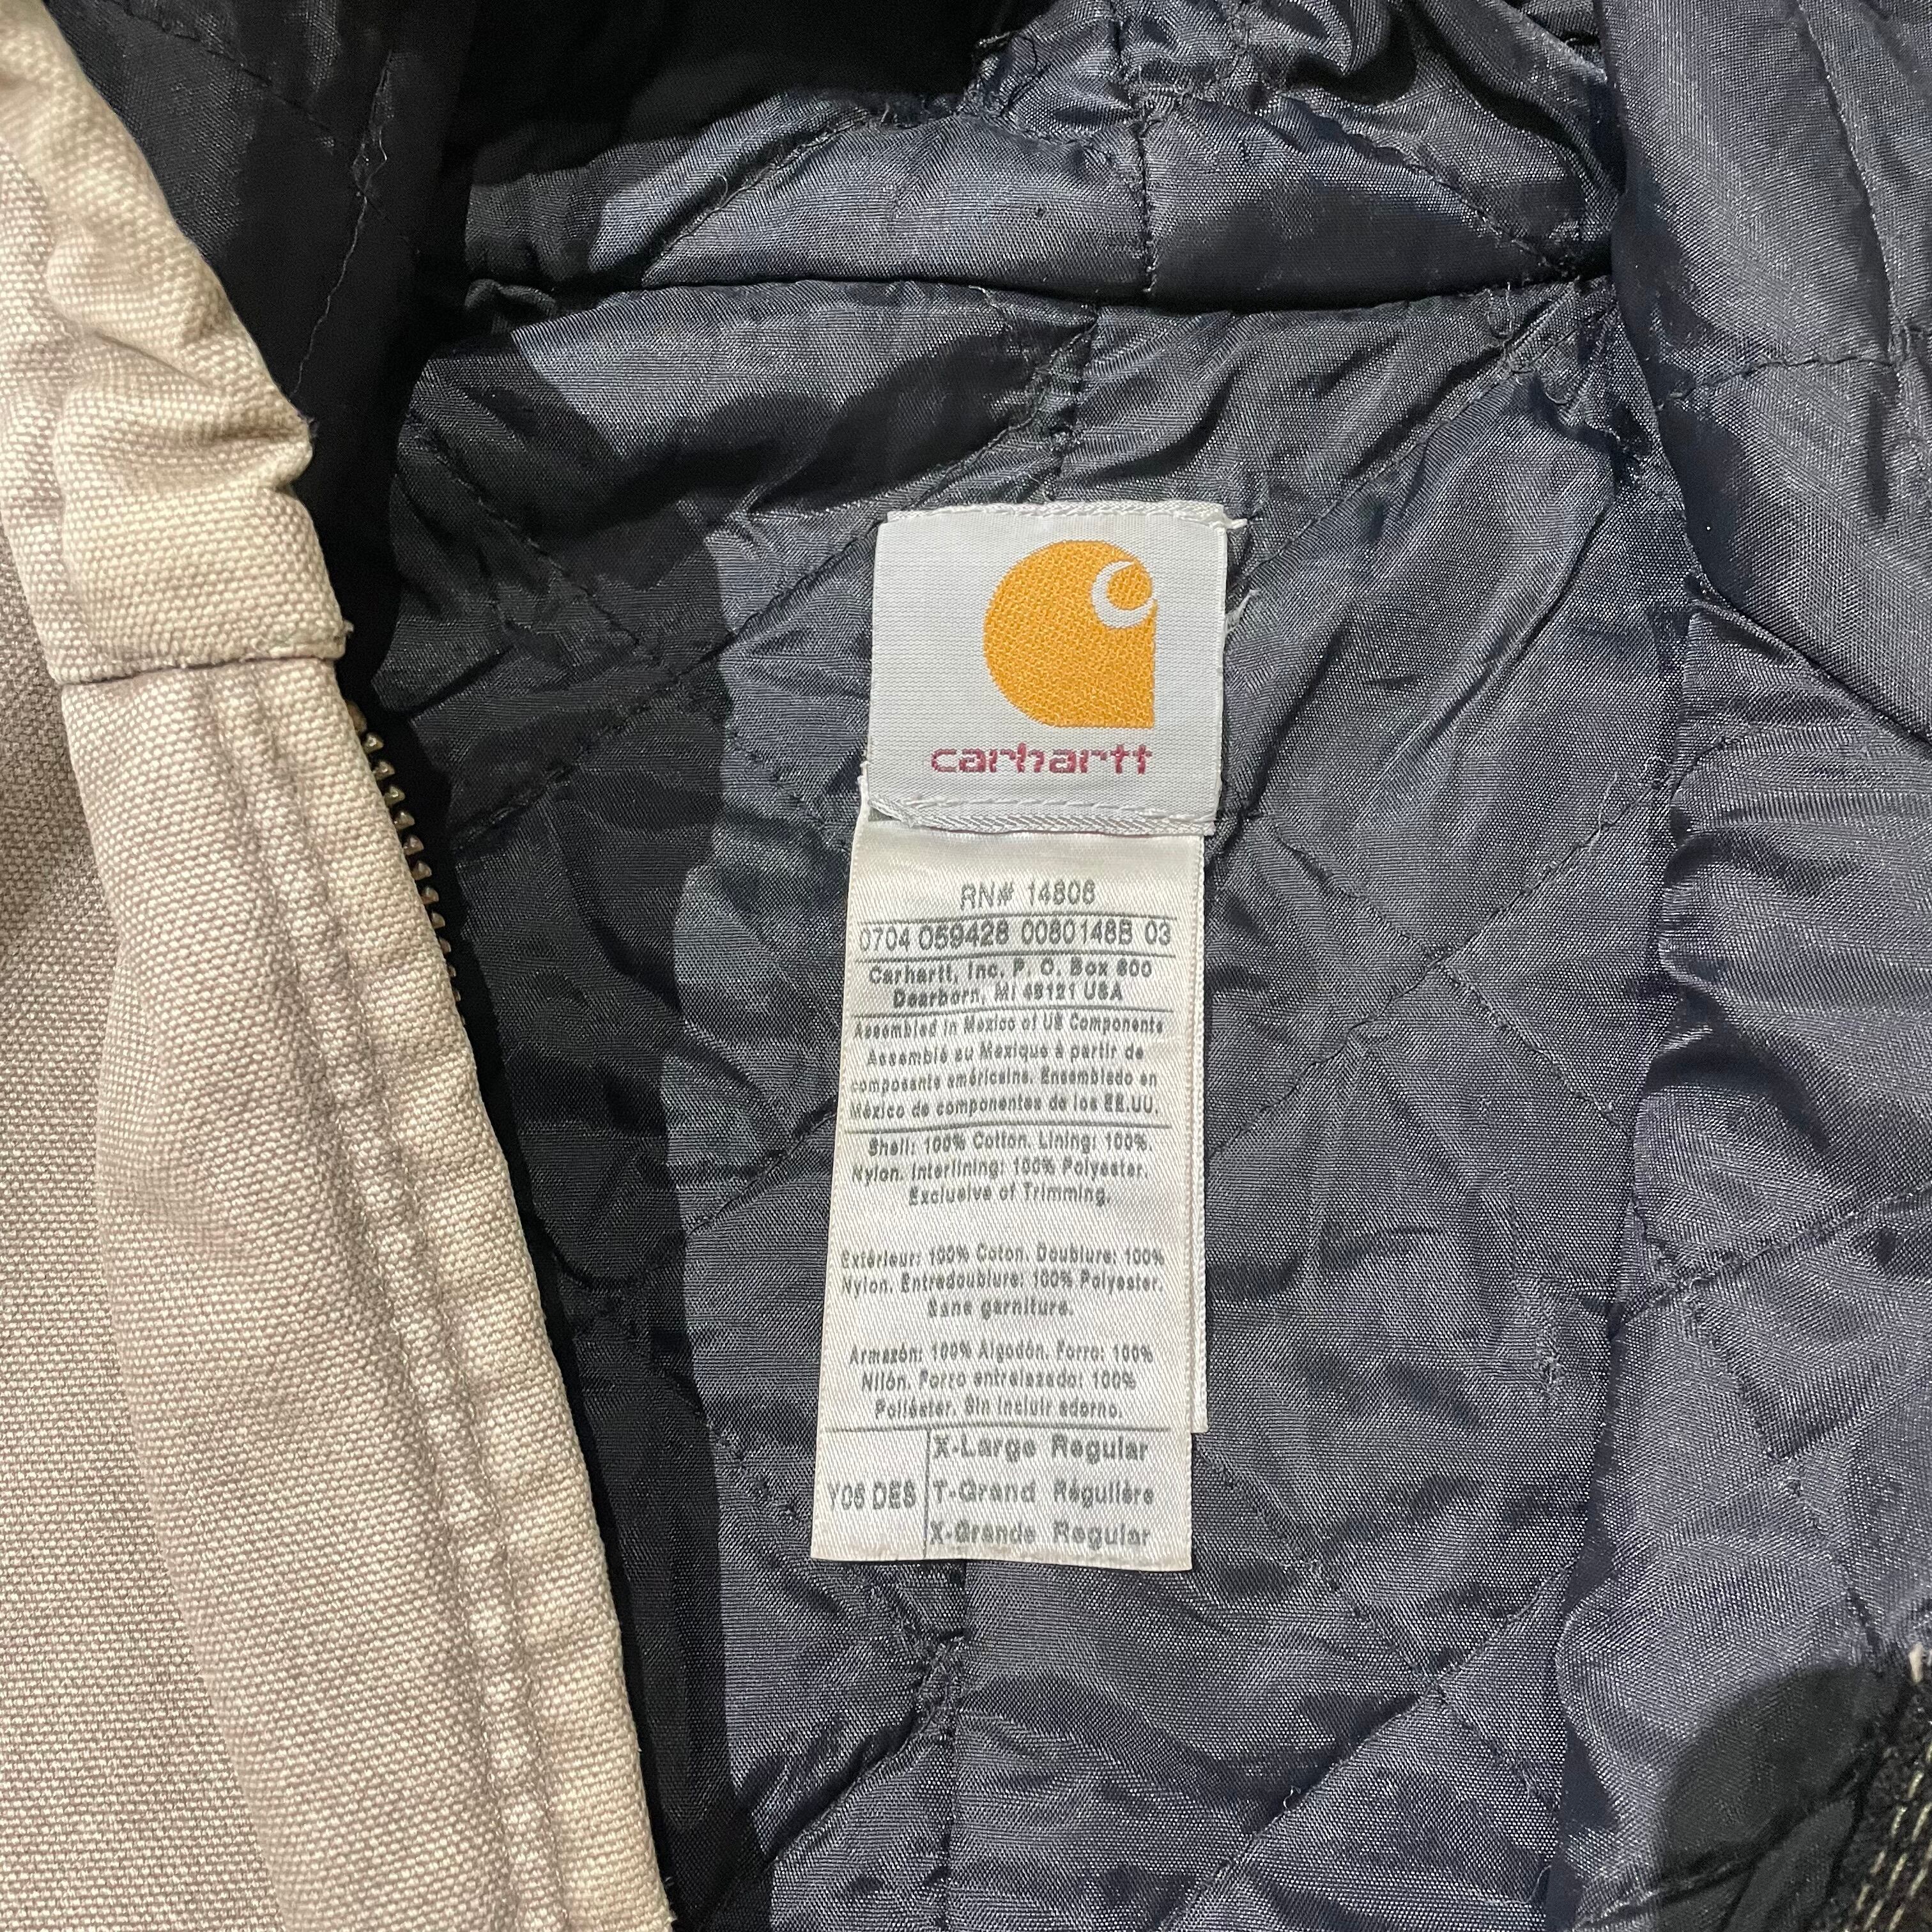 carhartt
RN# 14806
0704 059428 0080148B 03
Carhartt, Inc. P. O. Box 600
Dearborn, MI 48121 USA
Assembled in Mexico of US Components
Assemblé au Mexique à partir de
composants américains. Ensemblado en
México de componentes de los EE.UU.
Shell: 100% Cotton. Lining: 100%
Nylon. Interlining: 100% Polyester.
Exclusive of Trimming.
Extérieur: 100% Coton. Doublure: 100%
Nylon. Entredoublure: 100% Polyester.
Sans garniture.
Armazón: 100% Algodón. Forro: 100%
Nilón. Forro entrelazado: 100%
Poliéster. Sin incluir adorno.
Y06 DES
X-Large Regular
T-Grand Régulière
X-Grande Regular